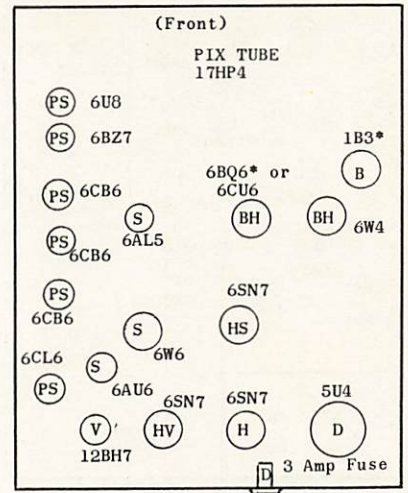 (Front)
PIX TUBE
17HP4
PS 6U8
PS 6BZ7
1B3*
B
6BQ6* or
6CU6
PS 6CB6
S
6AL5
BH
BH
6W4
PS
6CB6
PS
6CB6
6SN7
HS
S
6W6
6CL6
PS
S
6AU6
6SN7
6SN7
5U4
V
12BH7
HV
H
D
D 3 Amp Fuse